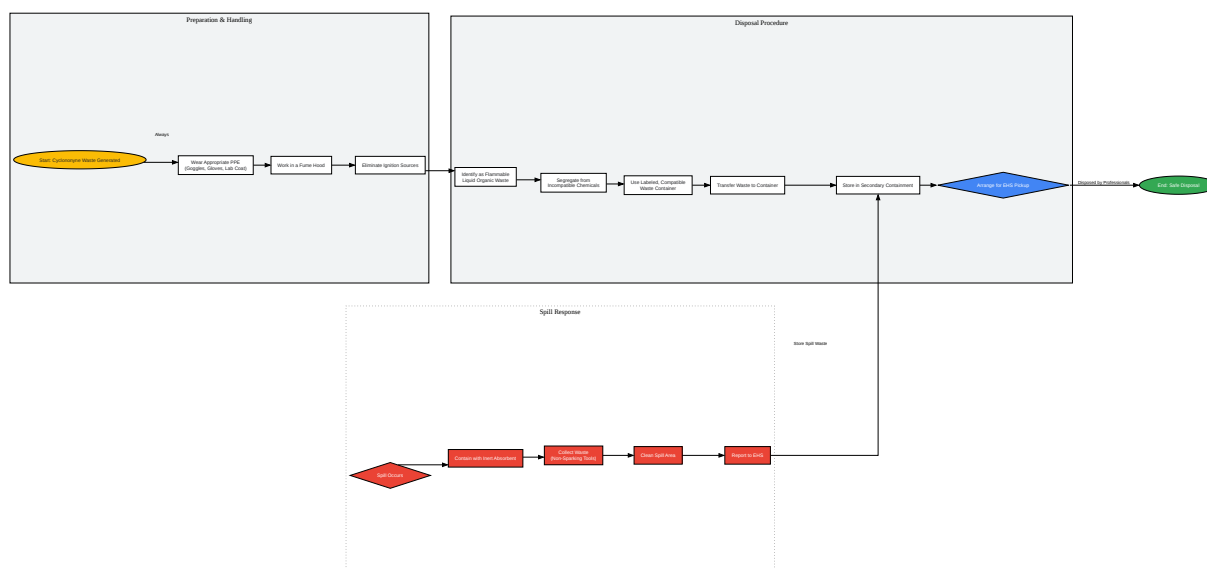 Preparation & Handling
Disposal Procedure
Always
Start: Cyclononyne Waste Generated
Wear Appropriate PPE
(Goggles, Gloves, Lab Coat)
Work in a Fume Hood
Eliminate Ignition Sources
Identify as Flammable
Liquid Organic Waste
Segregate from
Incompatible Chemicals
Use Labeled, Compatible
Waste Container
Transfer Waste to Container
Store in Secondary Containment
Arrange for EHS Pickup
Disposed by Professionals
End: Safe Disposal
Spill Response
Store Spill Waste
Spill Occurs
Contain with Inert Absorbent
Collect Waste
(Non-Sparking Tools)
Clean Spill Area
Report to EHS